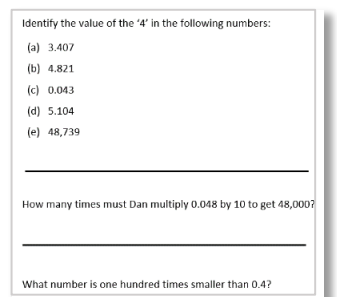 Identify the value of the '4' in the following numbers:
(a) 3.407
(b) 4.821
(c) 0.043
(d) 5.104
(e) 48,739
How many times must Dan multiply 0.048 by 10 to get 48,000?
What number is one hundred times smaller than 0.4?